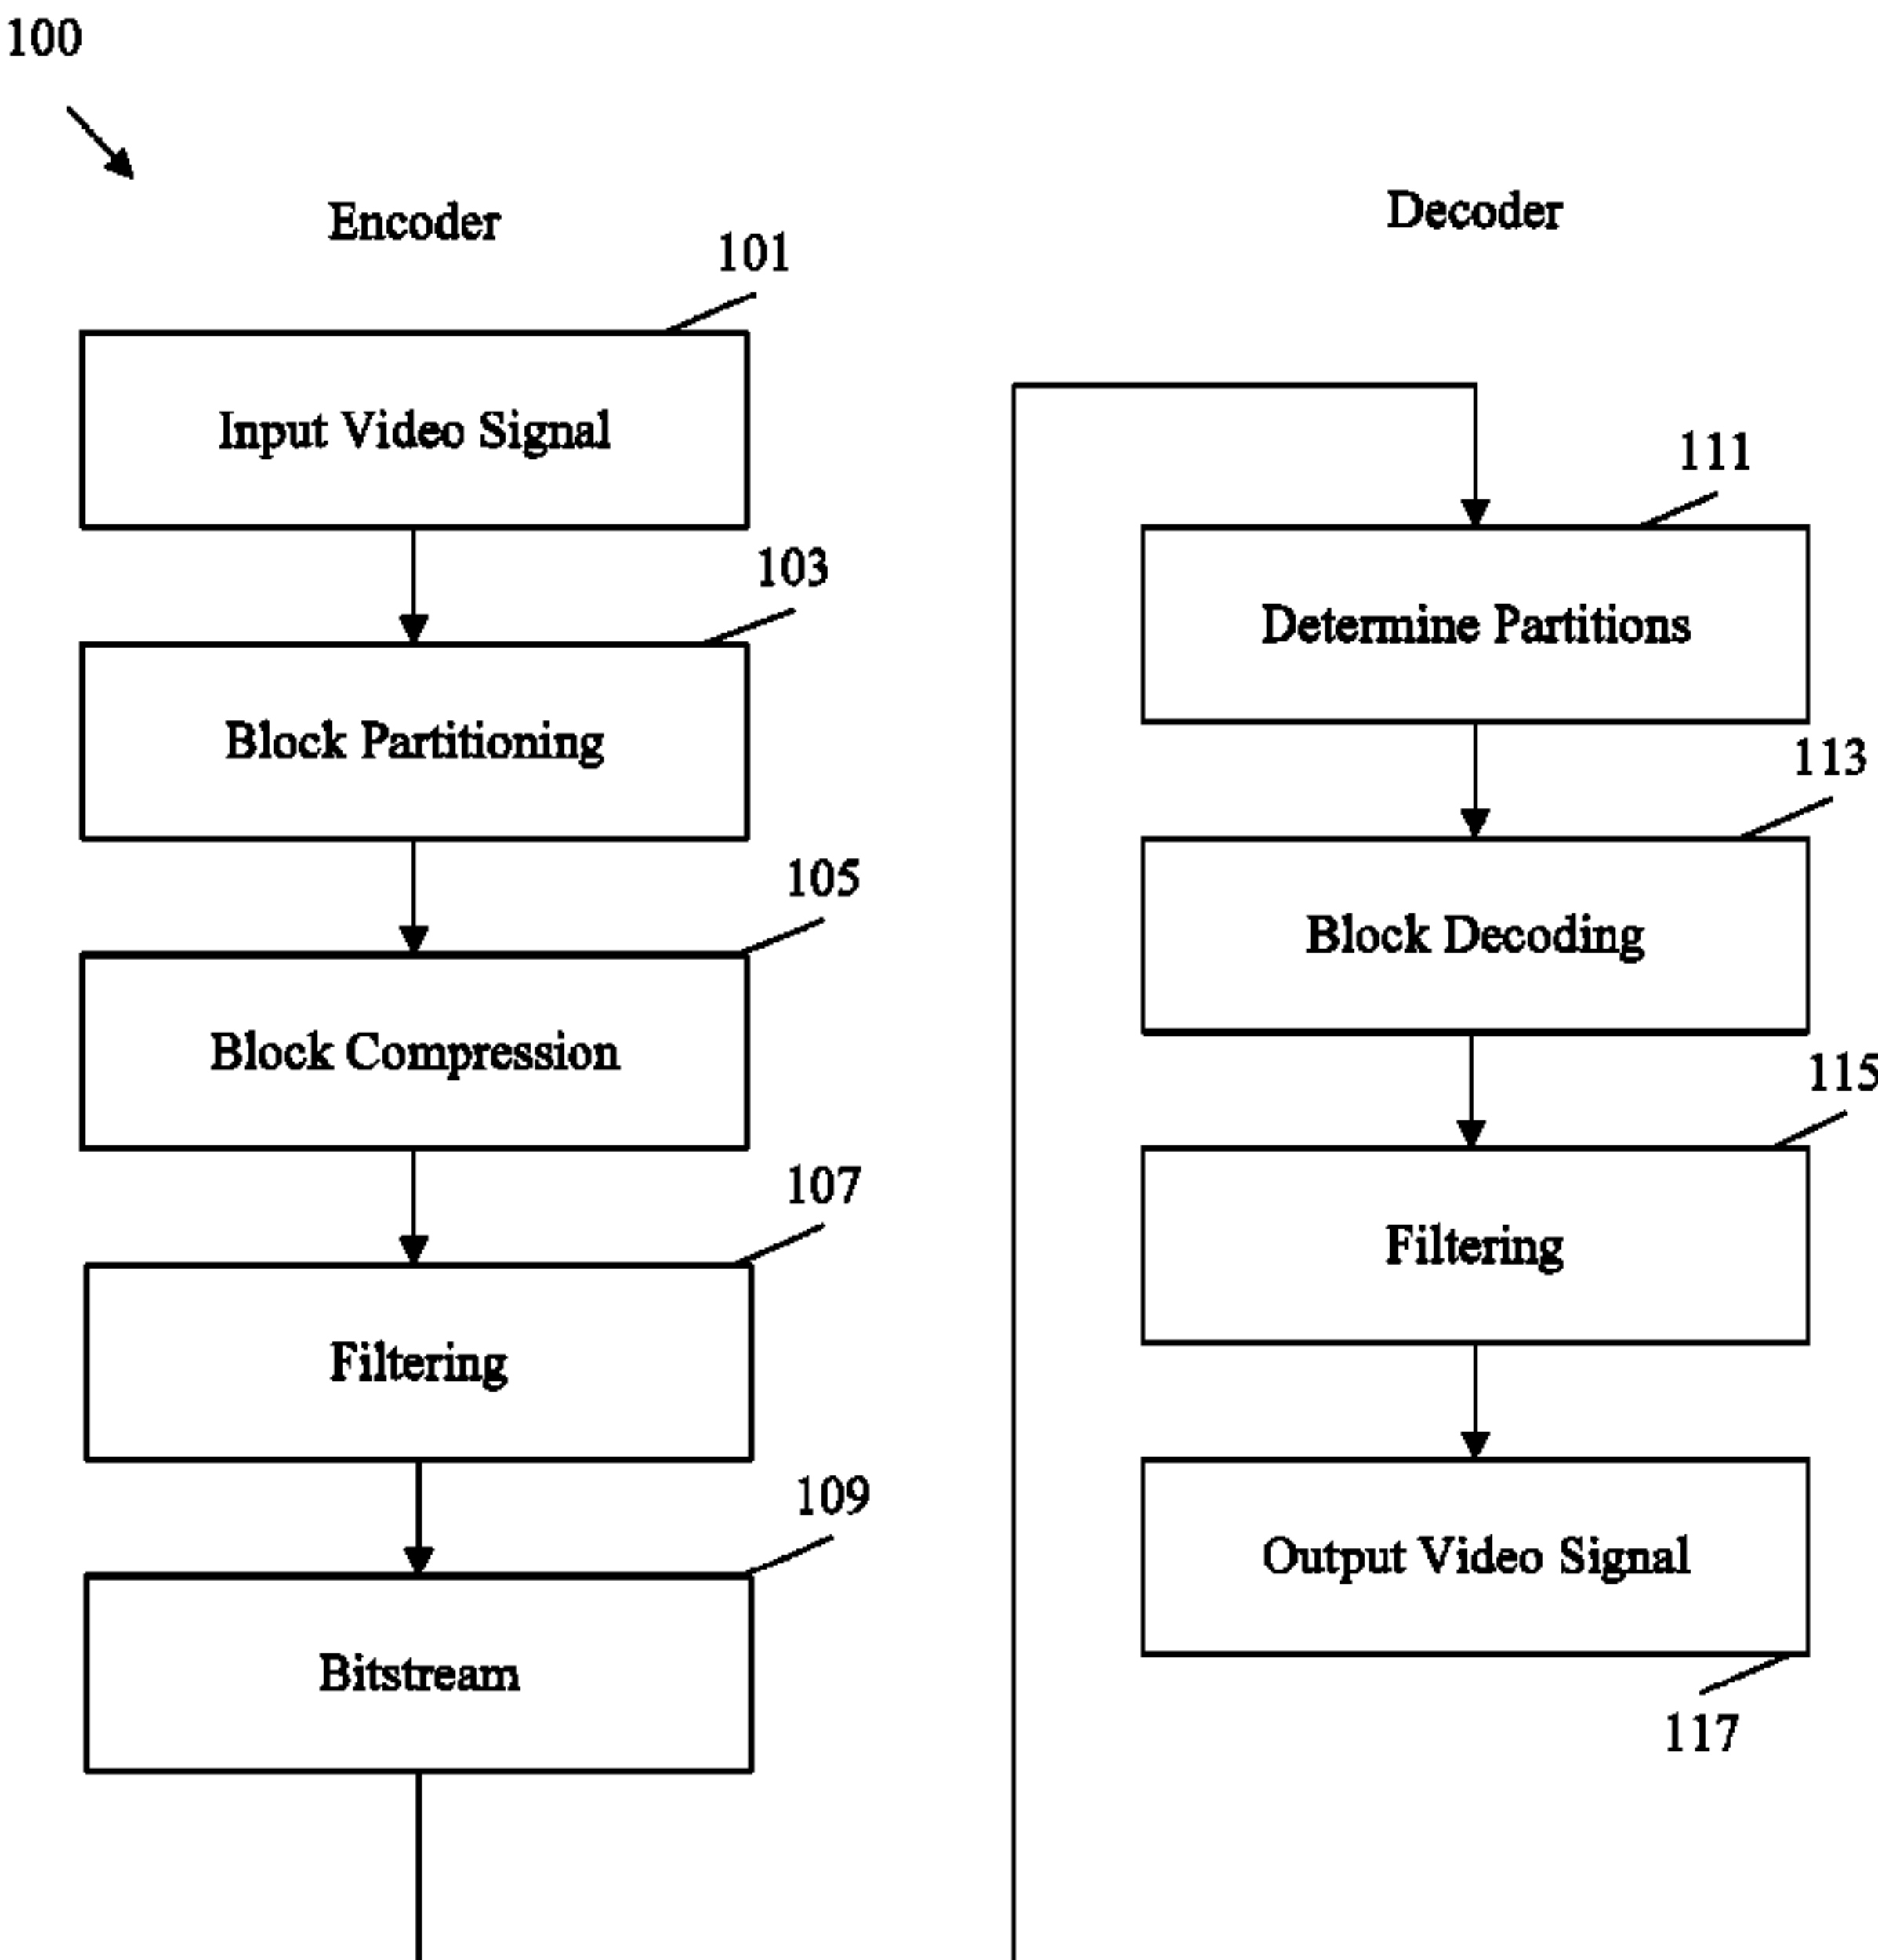 100
Encoder
101
Input Video Signal
103
Block Partitioning
105
Block Compression
107
Filtering
109
Bitstream
Decoder
111
Determine Partitions
113
Block Decoding
115
Filtering
Output Video Signal
117